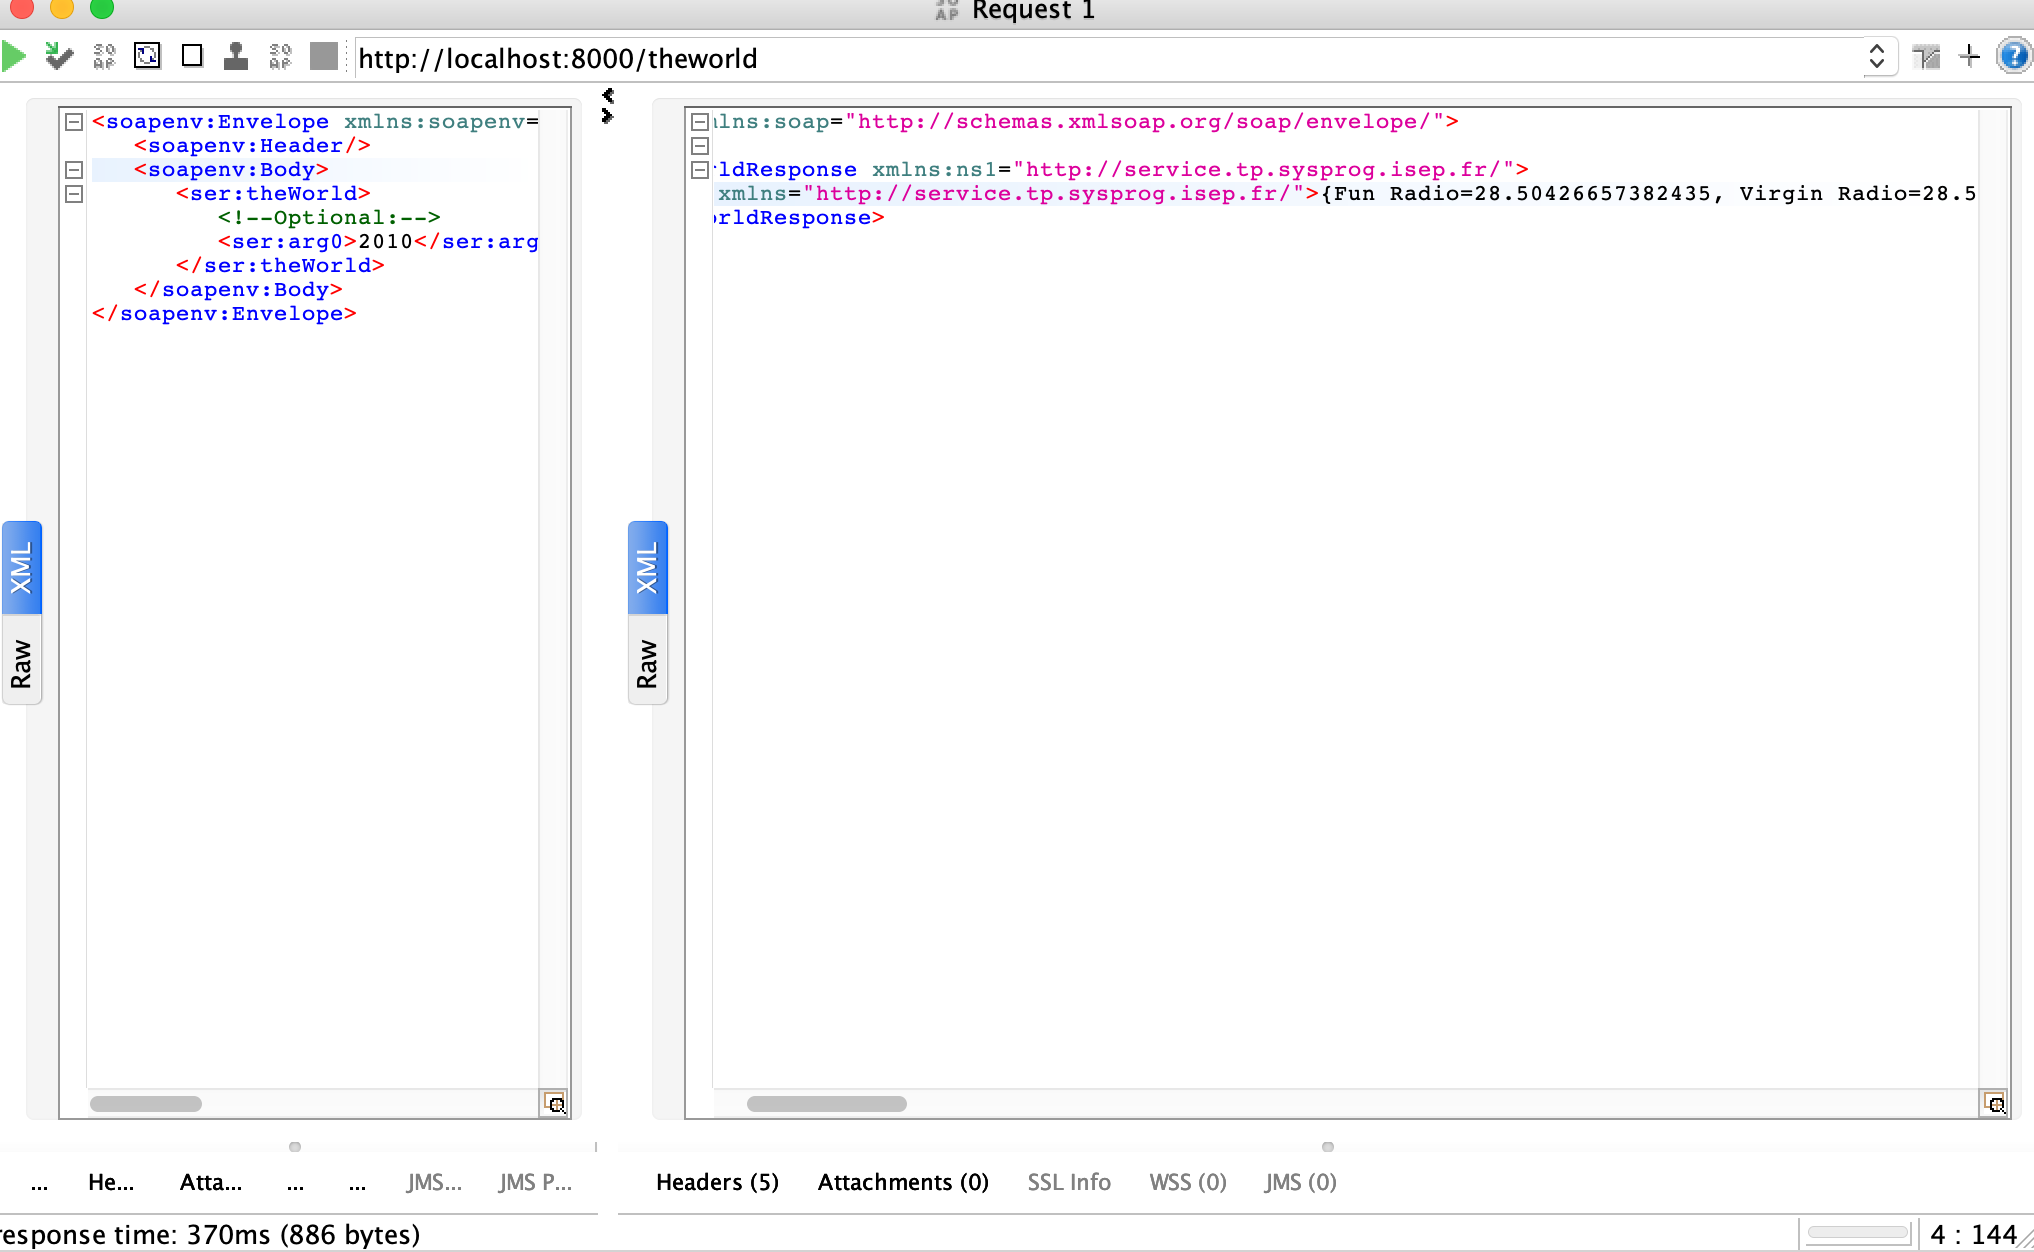 Request 1
http://localhost:8000/theworld
<soapenv:Envelope xmlns:soapenv=
<soapenv:Header/>
<soapenv:Body>
<ser:theWorld>
<!--Optional:-->
<ser:arg0>2010</ser:arg
</ser:theWorld>
</soapenv:Body>
</soapenv:Envelope>
lns:soap="http://schemas.xmlsoap.org/soap/envelope/">
ldResponse xmlns:ns1="http://service.tp.sysprog.isep.fr/">
xmlns="http://service.tp.sysprog.isep.fr/">{Fun Radio=28.50426657382435, Virgin Radio=28.5
rldResponse>
XML
Raw
XML
Raw
... He... Atta... ... ... JMS... JMS P...
Headers (5) Attachments (0) SSL Info WSS (0) JMS (0)
response time: 370ms (886 bytes)
4 : 144